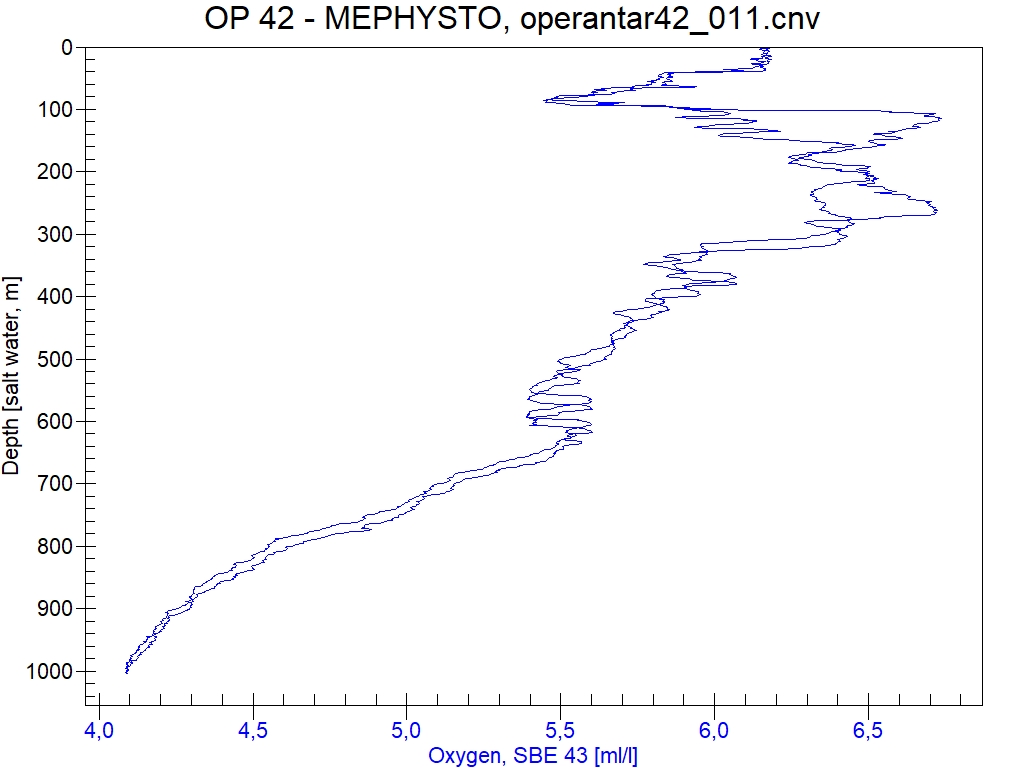 OP 42 - MEPHYSTO, operantar42_011.cnv
0
100
200
300
400
500
600
700
800
900
1000
Depth [salt water, m]
4,0 4,5 5,0 5,5 6,0 6,5
Oxygen, SBE 43 [ml/l]